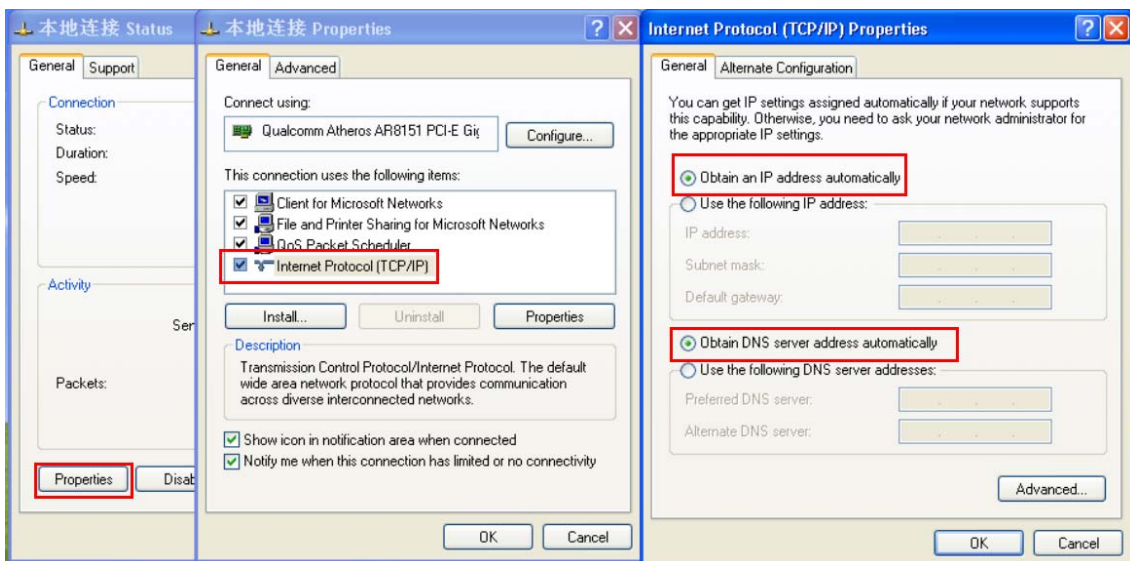 本地连接 Status
General Support
Connection
Status:
Duration:
Speed:
Activity
Packets:
Properties
本地连接 Properties
General Advanced
Connect using:
Qualcomm Atheros AR8151 PCI-E
Configure...
This connection uses the following items:
Client for Microsoft Networks
File and Printer Sharing for Microsoft Networks
QoS Packet Scheduler
Internet Protocol (TCP/IP)
Install... Uninstall Properties
Description
Transmission Control Protocol/Internet Protocol. The default
wide area network protocol that provides communication
across diverse interconnected networks.
Show icon in notification area when connected
Notify me when this connection has limited or no connectivity
OK Cancel
Internet Protocol (TCP/IP) Properties
General Alternate Configuration
You can get IP settings assigned automatically if your network supports
this capability. Otherwise, you need to ask your network administrator for
the appropriate IP settings.
Obtain an IP address automatically
Use the following IP address:
IP address:
Subnet mask:
Default gateway:
Obtain DNS server address automatically
Use the following DNS server addresses:
Preferred DNS server:
Alternate DNS server:
Advanced...
OK Cancel